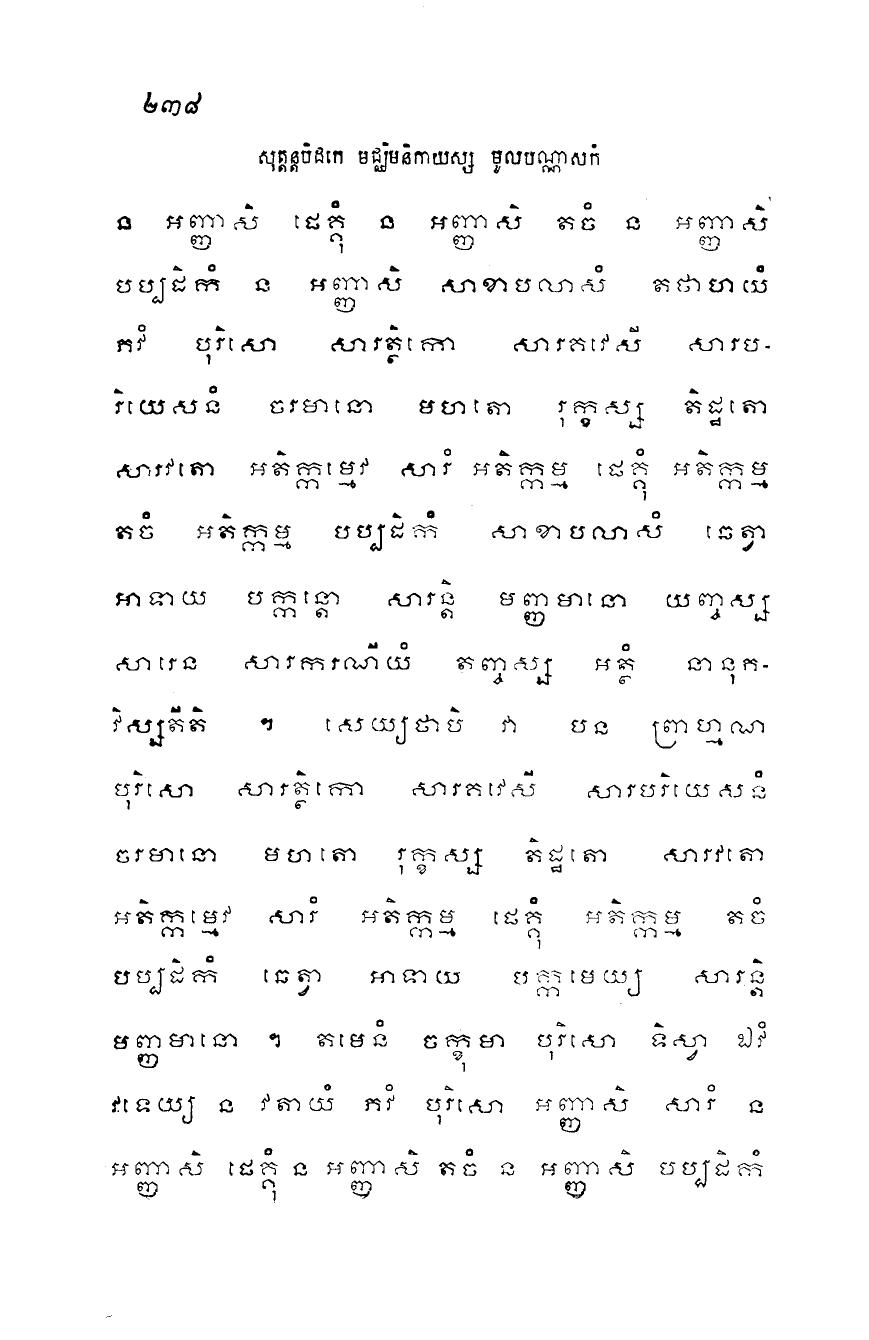 ២៣៨
សុត្តន្តបិដកេ មជ្ឈិមនិកាយស្ស មូលបណ្ណាសកំ
ន អញ្ញាសិ ផេគ្គុំ ន អញ្ញាសិ តចំ ន អញ្ញាសិ
បប្បដិកំ ន អញ្ញាសិ សាខាបលាសំ តថាហយំ
ភវំ បុរិសោ សារត្ថិកោ សារគវេសី សារប-
រិយេសនំ ចរមានោ មហតោ រុក្ខស្ស តិដ្ឋតោ
សារវតោ អតិក្កម្មេវ សារំ អតិក្កម្ម ផេគ្គុំ អតិក្កម្ម
តចំ អតិក្កម្ម បប្បដិកំ សាខាបលាសំ ឆេត្វា
អាទាយ បក្កន្តោ សារន្តិ មញ្ញមានោ យញ្ចស្ស
សារេន សារករណីយំ តញ្ចស្ស អត្ថំ នានុភ-
វិស្សតីតិ ។ សេយ្យថាបិ វា បន ព្រាហ្មណ
បុរិសោ សារត្ថិកោ សារគវេសី សារបរិយេសនំ
ចរមានោ មហតោ រុក្ខស្ស តិដ្ឋតោ សារវតោ
អតិក្កម្មេវ សារំ អតិក្កម្ម ផេគ្គុំ អតិក្កម្ម តចំ
បប្បដិកំ ឆេត្វា អាទាយ បក្កមេយ្យ សារន្តិ
មញ្ញមានោ ។ តមេនំ ចក្ខុមា បុរិសោ ទិស្វា ឯវំ
វទេយ្យ ន វតាយំ ភវំ បុរិសោ អញ្ញាសិ សារំ ន
អញ្ញាសិ ផេគ្គុំ ន អញ្ញាសិ តចំ ន អញ្ញាសិ បប្បដិកំ